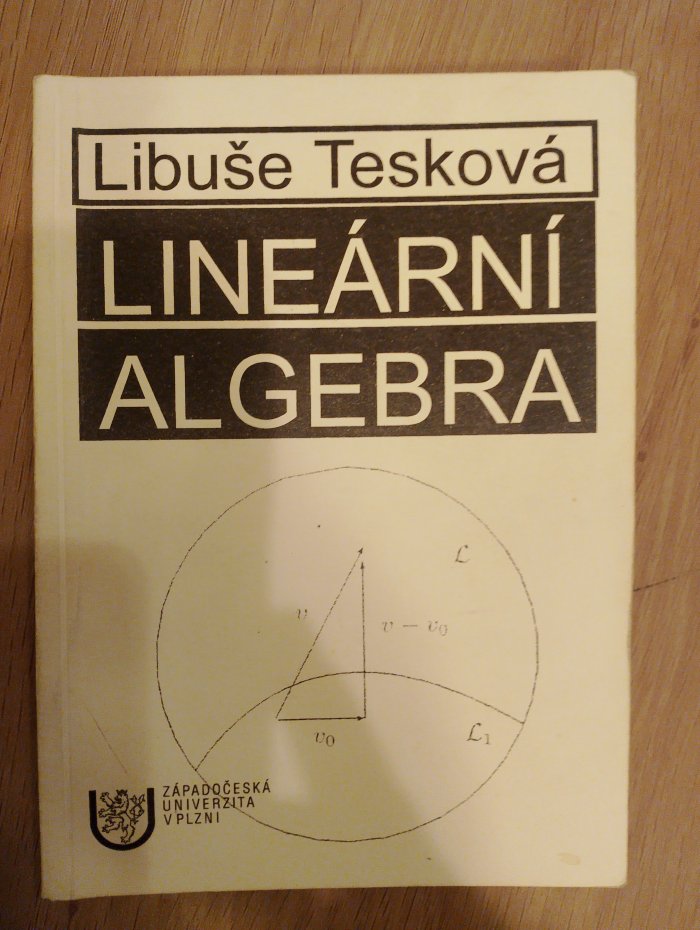 Libuše Tesková
LINEÁRNÍ
ALGEBRA
ℒ
v
v − v₀
v₀
ℒ₁
ZÁPADOČESKÁ
UNIVERZITA
V PLZNI